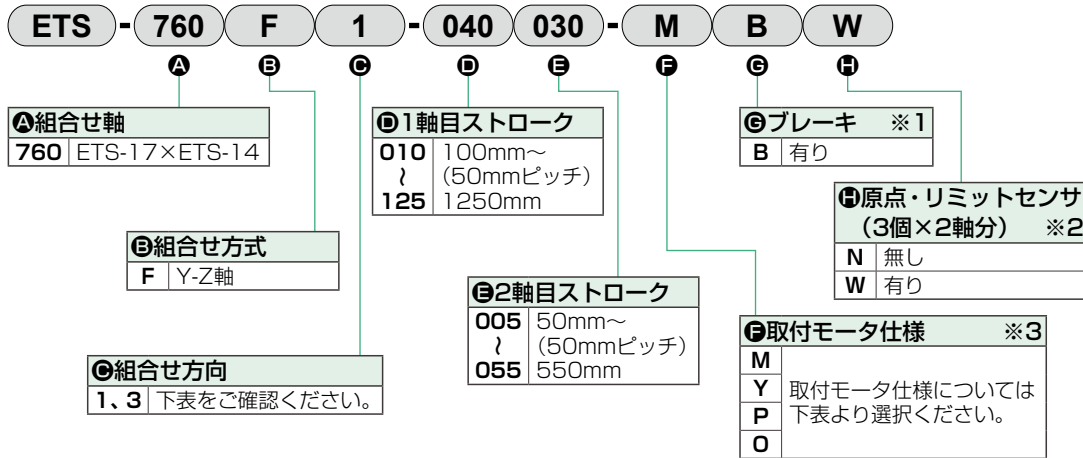 ETS-760F1-040030-MBW
A B C D E F G H
A組合せ軸
760 ETS-17×ETS-14
B組合せ方式
F Y-Z軸
C組合せ方向
1、3 下表をご確認ください。
D1軸目ストローク
010 100mm〜
〜 (50mmピッチ)
125 1250mm
E2軸目ストローク
005 50mm〜
〜 (50mmピッチ)
055 550mm
F取付モータ仕様 ※3
M
Y
P
O
取付モータ仕様については
下表より選択ください。
Gブレーキ ※1
B 有り
H原点・リミットセンサ
(3個×2軸分) ※2
N 無し
W 有り